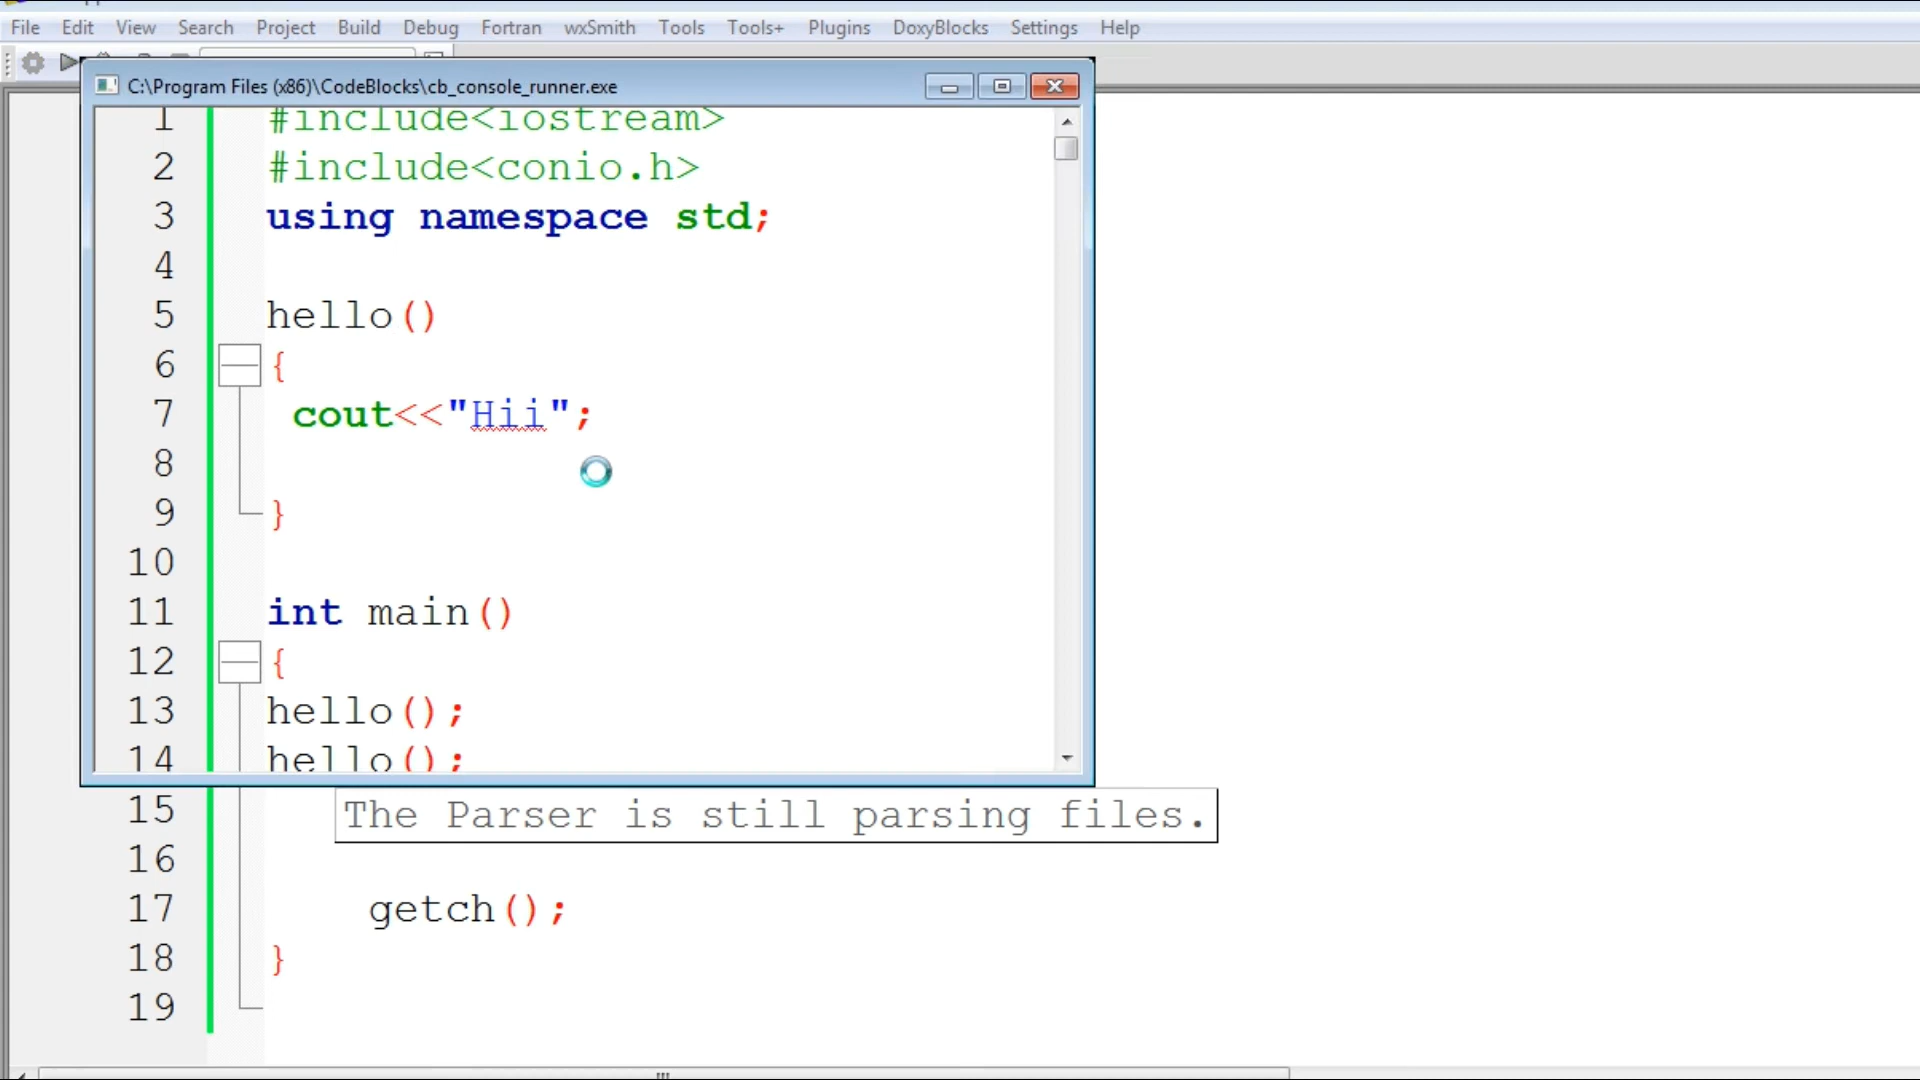 File Edit View Search Project Build Debug Fortran wxSmith Tools Tools+ Plugins DoxyBlocks Settings Help
C:\Program Files (x86)\CodeBlocks\cb_console_runner.exe
1 #include<iostream>
2 #include<conio.h>
3 using namespace std;
4
5 hello()
6 {
7 cout<<"Hii";
8
9 }
10
11 int main()
12 {
13 hello();
14 hello();
15
The Parser is still parsing files.
16
17 getch();
18 }
19